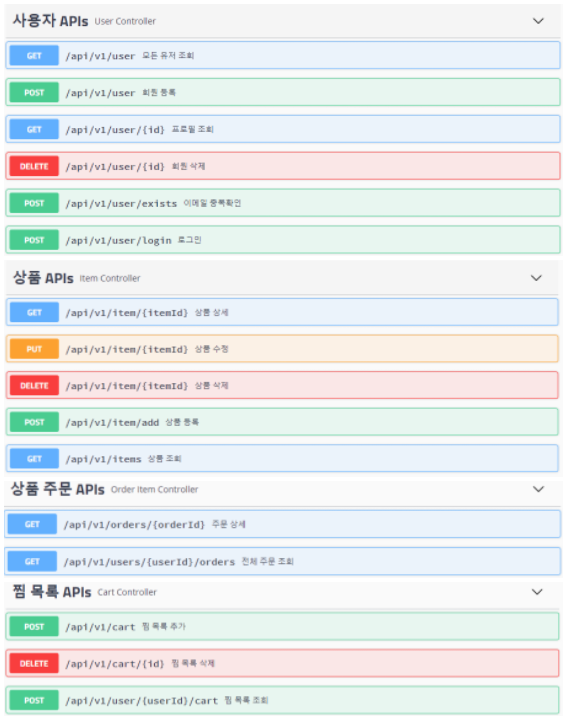 사용자 APIs User Controller
GET /api/v1/user 모든 유저 조회
POST /api/v1/user 회원 등록
GET /api/v1/user/{id} 프로필 조회
DELETE /api/v1/user/{id} 회원 삭제
POST /api/v1/user/exists 이메일 중복확인
POST /api/v1/user/login 로그인
상품 APIs Item Controller
GET /api/v1/item/{itemId} 상품 상세
PUT /api/v1/item/{itemId} 상품 수정
DELETE /api/v1/item/{itemId} 상품 삭제
POST /api/v1/item/add 상품 등록
GET /api/v1/items 상품 조회
상품 주문 APIs Order Item Controller
GET /api/v1/orders/{orderId} 주문 상세
GET /api/v1/users/{userId}/orders 전체 주문 조회
찜 목록 APIs Cart Controller
POST /api/v1/cart 찜 목록 추가
DELETE /api/v1/cart/{id} 찜 목록 삭제
POST /api/v1/user/{userId}/cart 찜 목록 조회